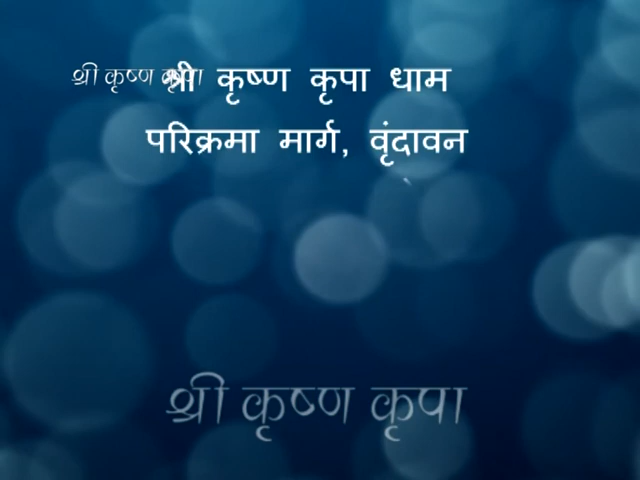 श्री कृष्ण कृपा
श्री कृष्ण कृपा धाम
परिक्रमा मार्ग, वृंदावन
श्री कृष्ण कृपा